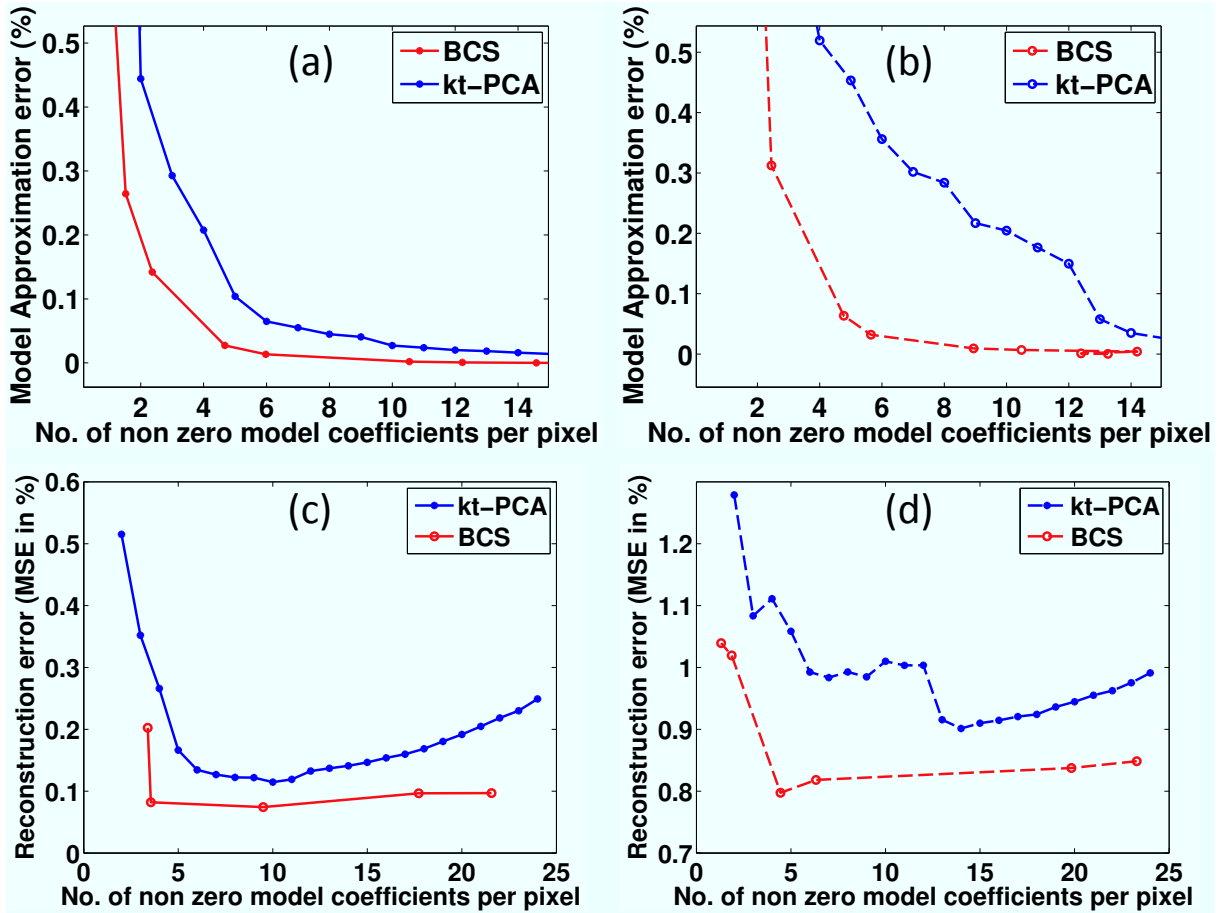 Model Approximation error (%)
0.5
0.4
0.3
0.2
0.1
0
(a)
BCS
kt-PCA
2 4 6 8 10 12 14
No. of non zero model coefficients per pixel
Model Approximation error (%)
0.5
0.4
0.3
0.2
0.1
0
(b)
BCS
kt-PCA
2 4 6 8 10 12 14
No. of non zero model coefficients per pixel
Reconstruction error (MSE in %)
0.6
0.5
0.4
0.3
0.2
0.1
0
(c)
kt-PCA
BCS
0 5 10 15 20 25
No. of non zero model coefficients per pixel
Reconstruction error (MSE in %)
1.2
1.1
1
0.9
0.8
0.7
(d)
kt-PCA
BCS
0 5 10 15 20 25
No. of non zero model coefficients per pixel